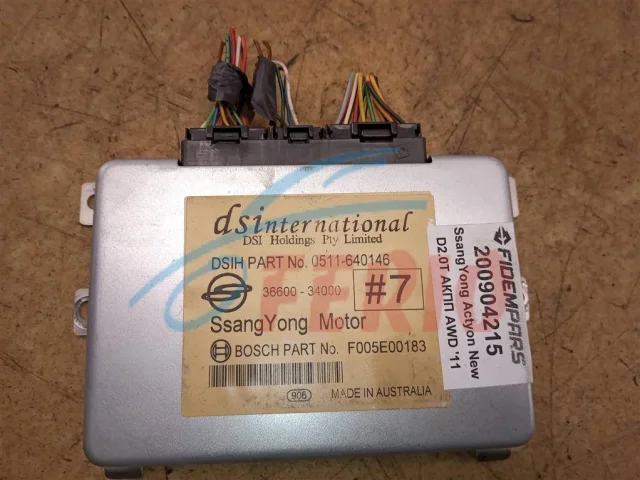 dsinternational
DSI Holdings Pty Limited
DSIH PART No. 0511-640146
36600-34000
#7
SsangYong Motor
BOSCH PART No. F005E00183
906
MADE IN AUSTRALIA
FIDEMPARS
200904215
SsangYong Actyon New
D2.0T АКПП AWD '11